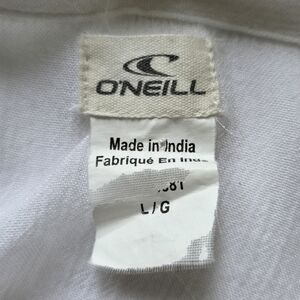 O'NEILL
Made in India
Fabriqué En
L/G